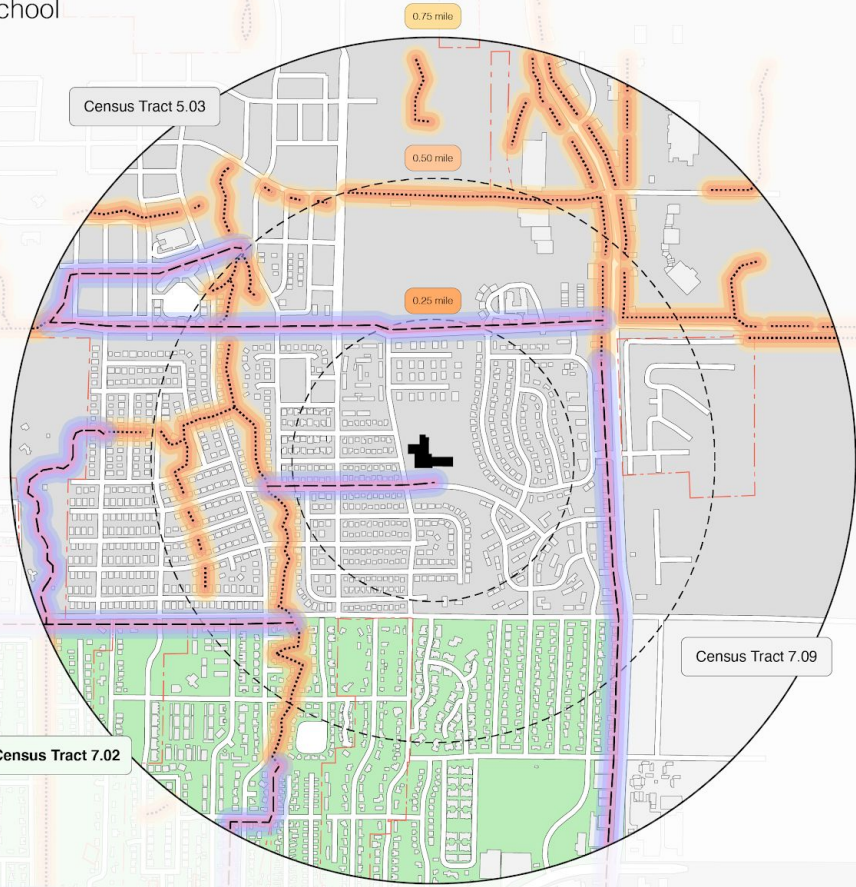 chool
0.75 mile
Census Tract 5.03
0.50 mile
0.25 mile
Census Tract 7.09
Census Tract 7.02